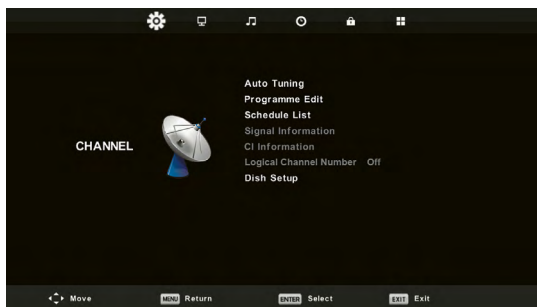 Auto Tuning
Programme Edit
Schedule List
Signal Information
CI Information
Logical Channel Number Off
Dish Setup
CHANNEL
Move MENU Return ENTER Select EXIT Exit